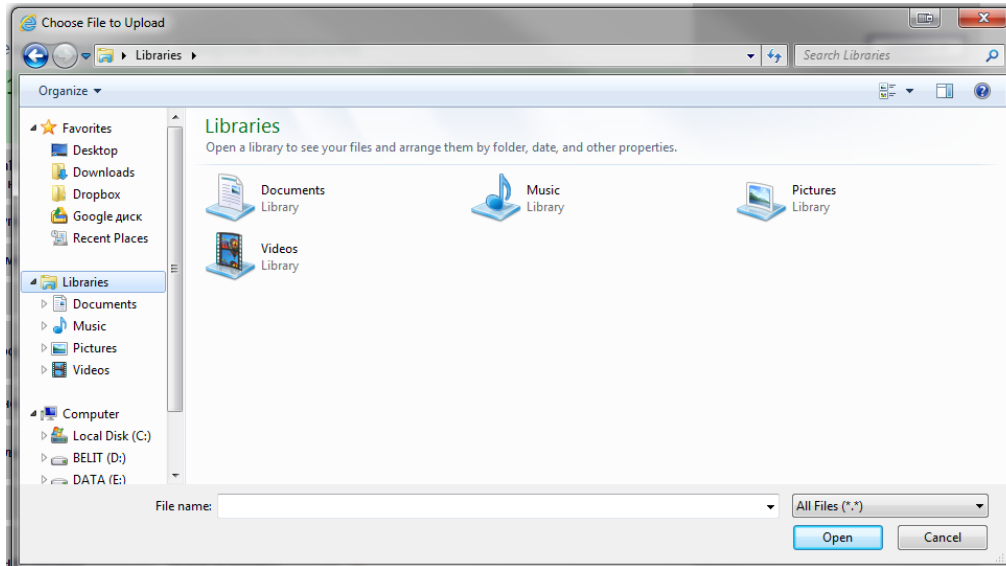 Choose File to Upload
Libraries
Search Libraries
Organize
Favorites
Desktop
Downloads
Dropbox
Google диск
Recent Places
Libraries
Documents
Music
Pictures
Videos
Computer
Local Disk (C:)
BELIT (D:)
DATA (E:)
Libraries
Open a library to see your files and arrange them by folder, date, and other properties.
Documents
Library
Music
Library
Pictures
Library
Videos
Library
File name:
All Files (*.*)
Open
Cancel